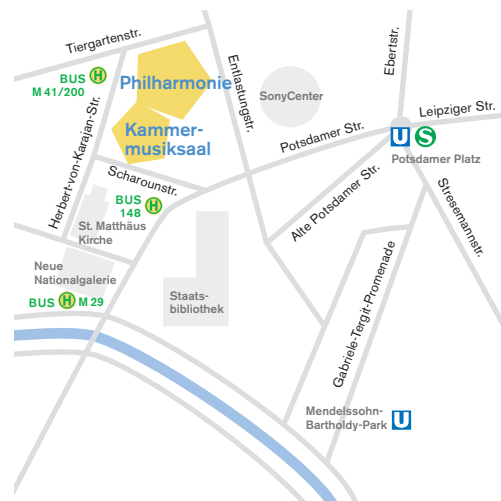 Tiergartenstr.
Ebertstr.
Entlastungstr.
BUS H
M 41/200
Philharmonie
SonyCenter
Leipziger Str.
Herbert-von-Karajan-Str.
Kammer-
musiksaal
Potsdamer Str.
U S
Potsdamer Platz
Scharounstr.
Alte Potsdamer Str.
Stresemannstr.
BUS H
148
St. Matthäus
Kirche
Neue
Nationalgalerie
BUS H M 29
Staats-
bibliothek
Gabriele-Tergit-Promenade
Mendelssohn-
Bartholdy-Park U